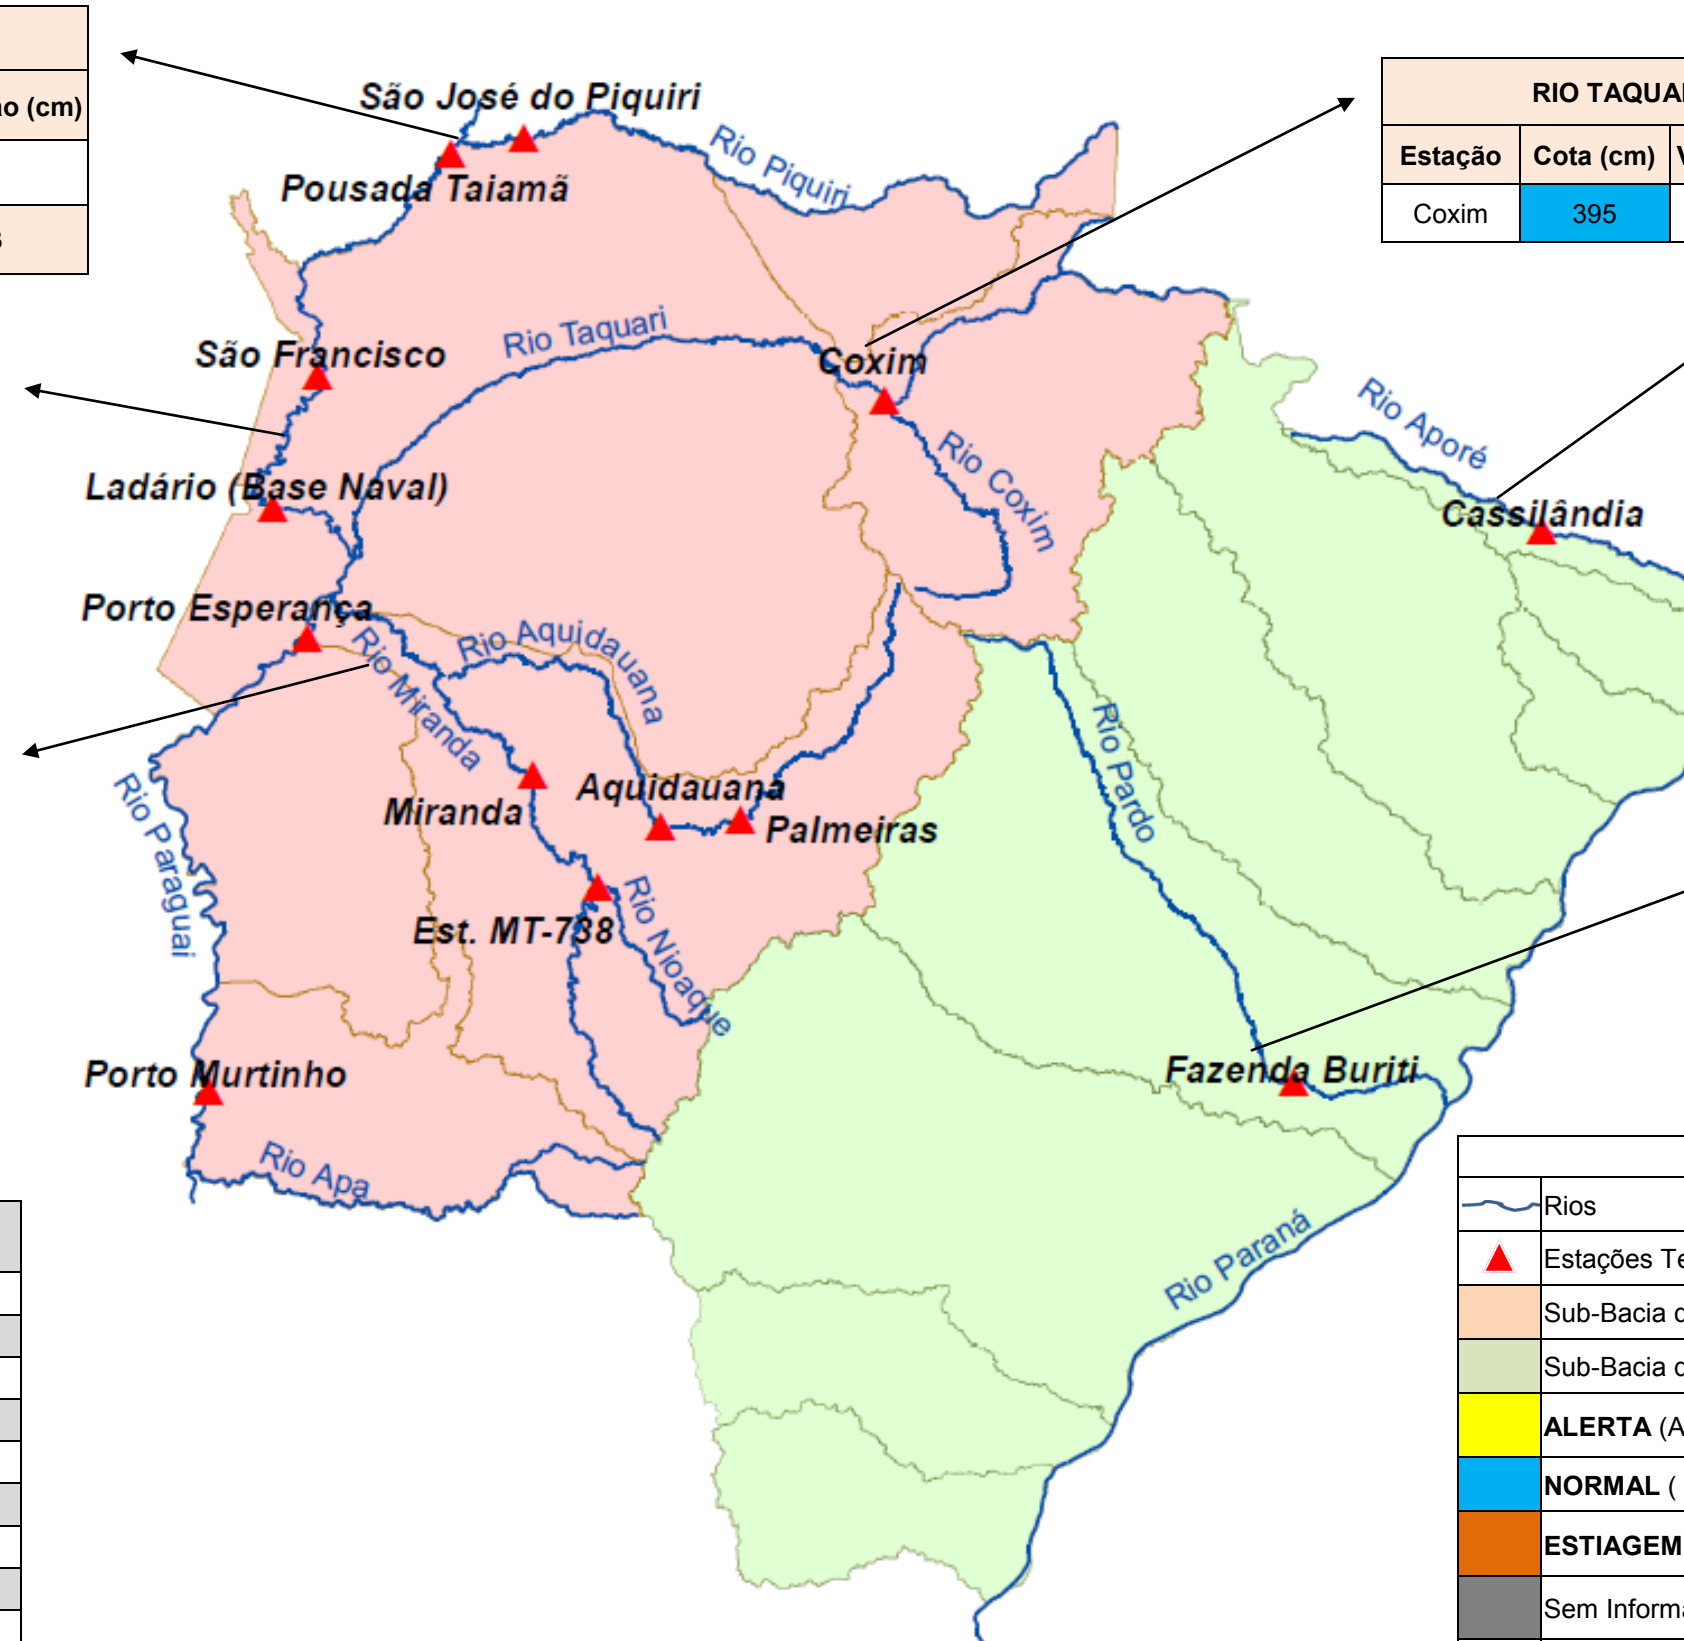 (cm)
São José do Piquiri
RIO
Rio Piquiri
Estação Cota (cm)
Pousada Taiamã
Coxim 395
Rio Taquari
São Francisco
Coxim
Rio Aporé
Rio Coxim
Ladário (Base Naval)
Cassilândia
Porto Esperança
Rio Aquidauana
Rio Miranda
Rio Pardo
Rio Paraguai
Aquidauana
Miranda
Palmeiras
Rio Nioaque
Est. MT-738
Porto Murtinho
Fazenda Buriti
Rio Apa
Rio Paraná
Rios
Estações
Sub-Bacia
Sub-Bacia
ALERTA
NORMAL (
ESTIAGEM
Sem